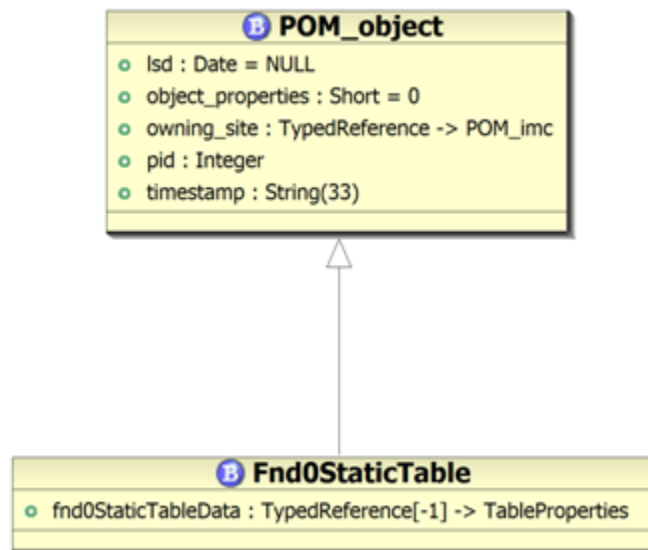 B POM_object
lsd : Date = NULL
object_properties : Short = 0
owning_site : TypedReference -> POM_imc
pid : Integer
timestamp : String(33)
B Fnd0StaticTable
fnd0StaticTableData : TypedReference[-1] -> TableProperties